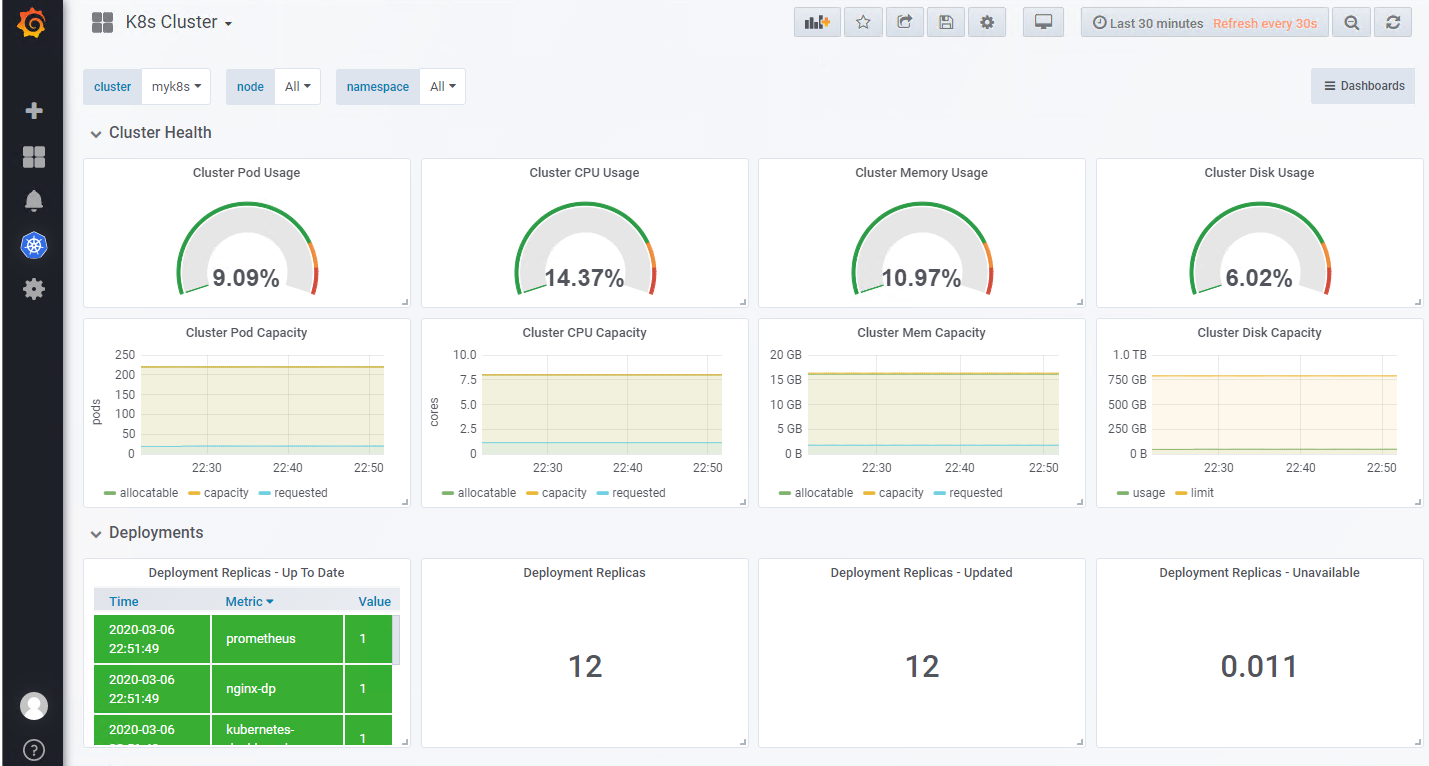 K8s Cluster
Last 30 minutes Refresh every 30s
cluster myk8s node All namespace All Dashboards
Cluster Health
Cluster Pod Usage
9.09%
Cluster CPU Usage
14.37%
Cluster Memory Usage
10.97%
Cluster Disk Usage
6.02%
Cluster Pod Capacity
250
200
150
100
50
0
pods
22:30 22:40 22:50
allocatable capacity requested
Cluster CPU Capacity
10.0
7.5
5.0
2.5
0
cores
22:30 22:40 22:50
allocatable capacity requested
Cluster Mem Capacity
20 GB
15 GB
10 GB
5 GB
0 B
22:30 22:40 22:50
allocatable capacity requested
Cluster Disk Capacity
1.0 TB
750 GB
500 GB
250 GB
0 B
22:30 22:40 22:50
usage limit
Deployments
Deployment Replicas - Up To Date
Time Metric Value
2020-03-06
22:51:49
prometheus 1
2020-03-06
22:51:49
nginx-dp 1
2020-03-06
kubernetes-
1
Deployment Replicas
12
Deployment Replicas - Updated
12
Deployment Replicas - Unavailable
0.011
?